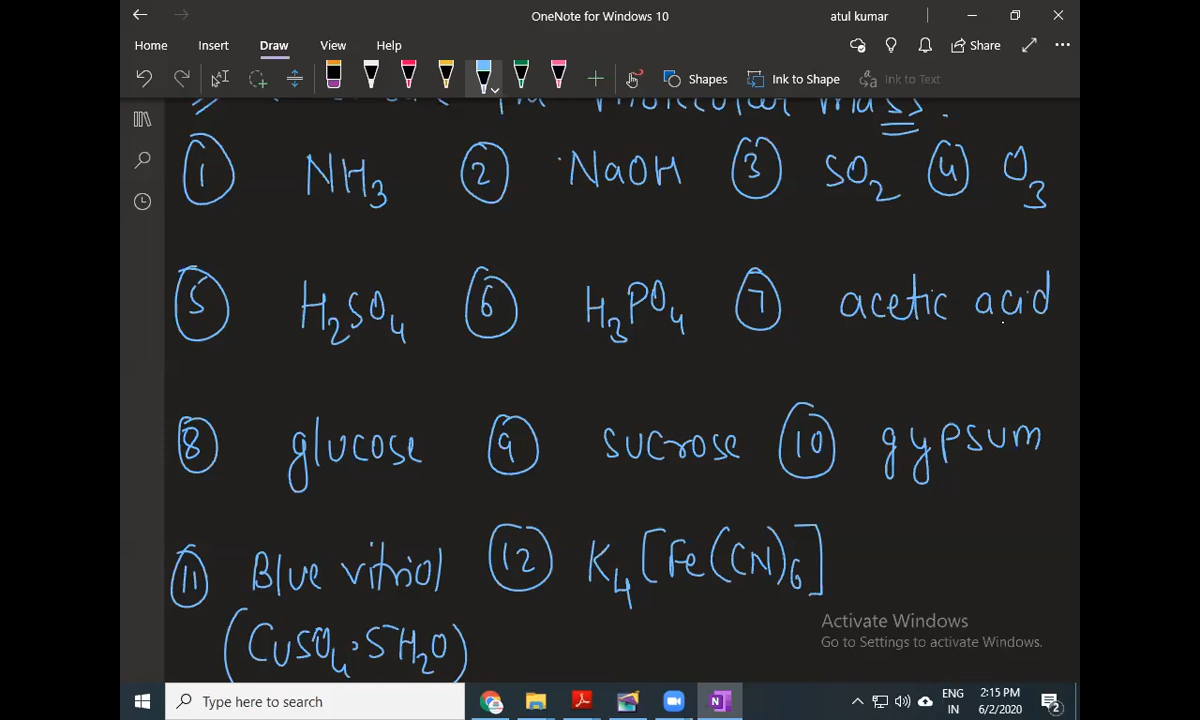 OneNote for Windows 10
atul kumar
Home Insert Draw View Help
Share
Shapes Ink to Shape Ink to Text
molecular mass.
① NH3 ② NaOH ③ SO2 ④ O3
⑤ H2SO4 ⑥ H3PO4 ⑦ acetic acid
⑧ glucose ⑨ sucrose ⑩ gypsum
⑪ Blue vitriol ⑫ K4[Fe(CN)6]
(CuSO4·5H2O)
Activate Windows
Go to Settings to activate Windows.
Type here to search
ENG 2:15 PM
IN 6/2/2020
2